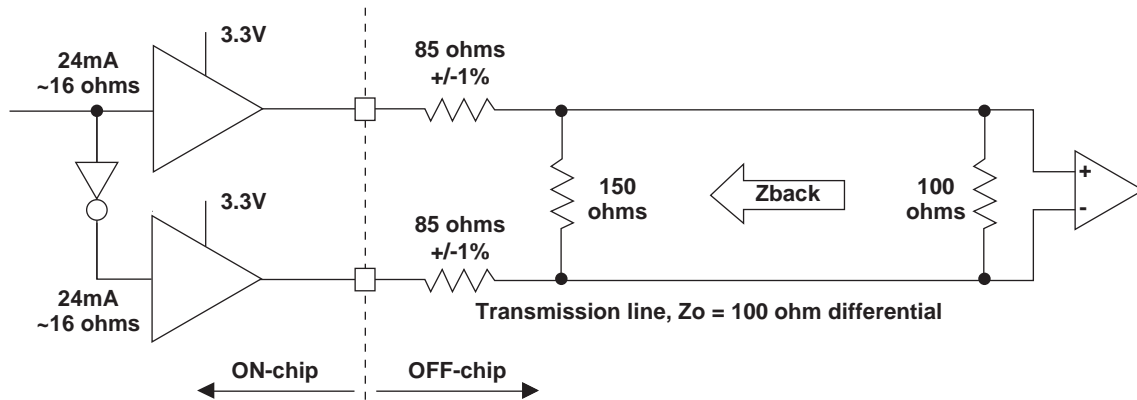 3.3V
24mA
~16 ohms
85 ohms
+/-1%
150
ohms
Zback
100
ohms
+
-
3.3V
85 ohms
+/-1%
24mA
~16 ohms
Transmission line, Zo = 100 ohm differential
ON-chip
OFF-chip